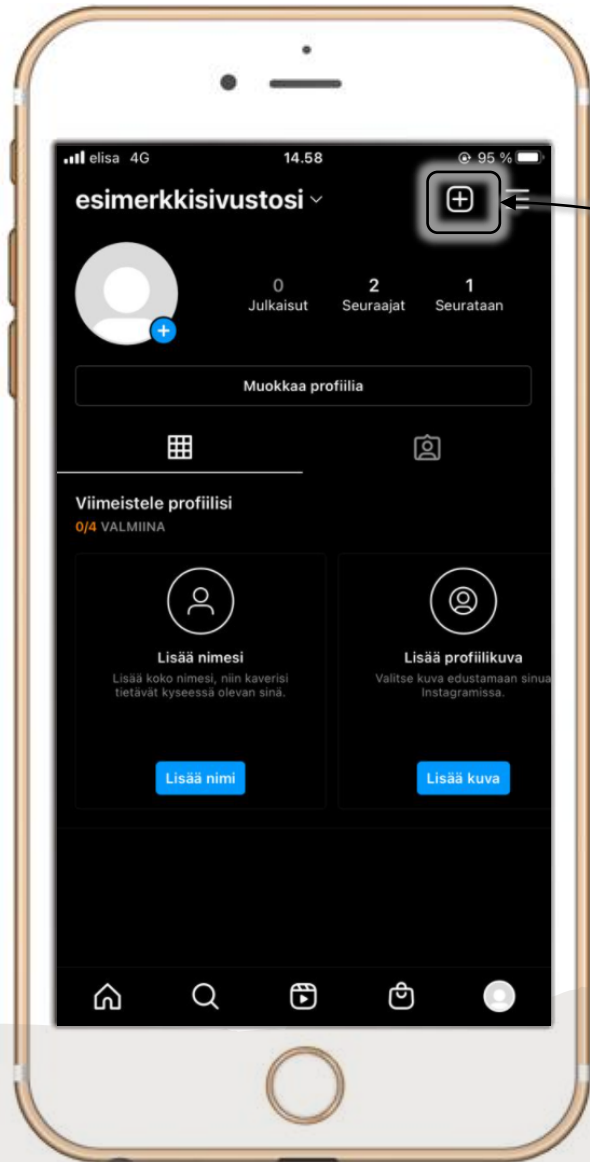 elisa 4G 14.58 95 %
esimerkkisivustosi
0 2 1
Julkaisut Seuraajat Seurataan
Muokkaa profiilia
Viimeistele profiilisi
0/4 VALMIINA
Lisää nimesi
Lisää koko nimesi, niin kaverisi
tietävät kyseessä olevan sinä.
Lisää nimi
Lisää profiilikuva
Valitse kuva edustamaan sinua
Instagramissa.
Lisää kuva